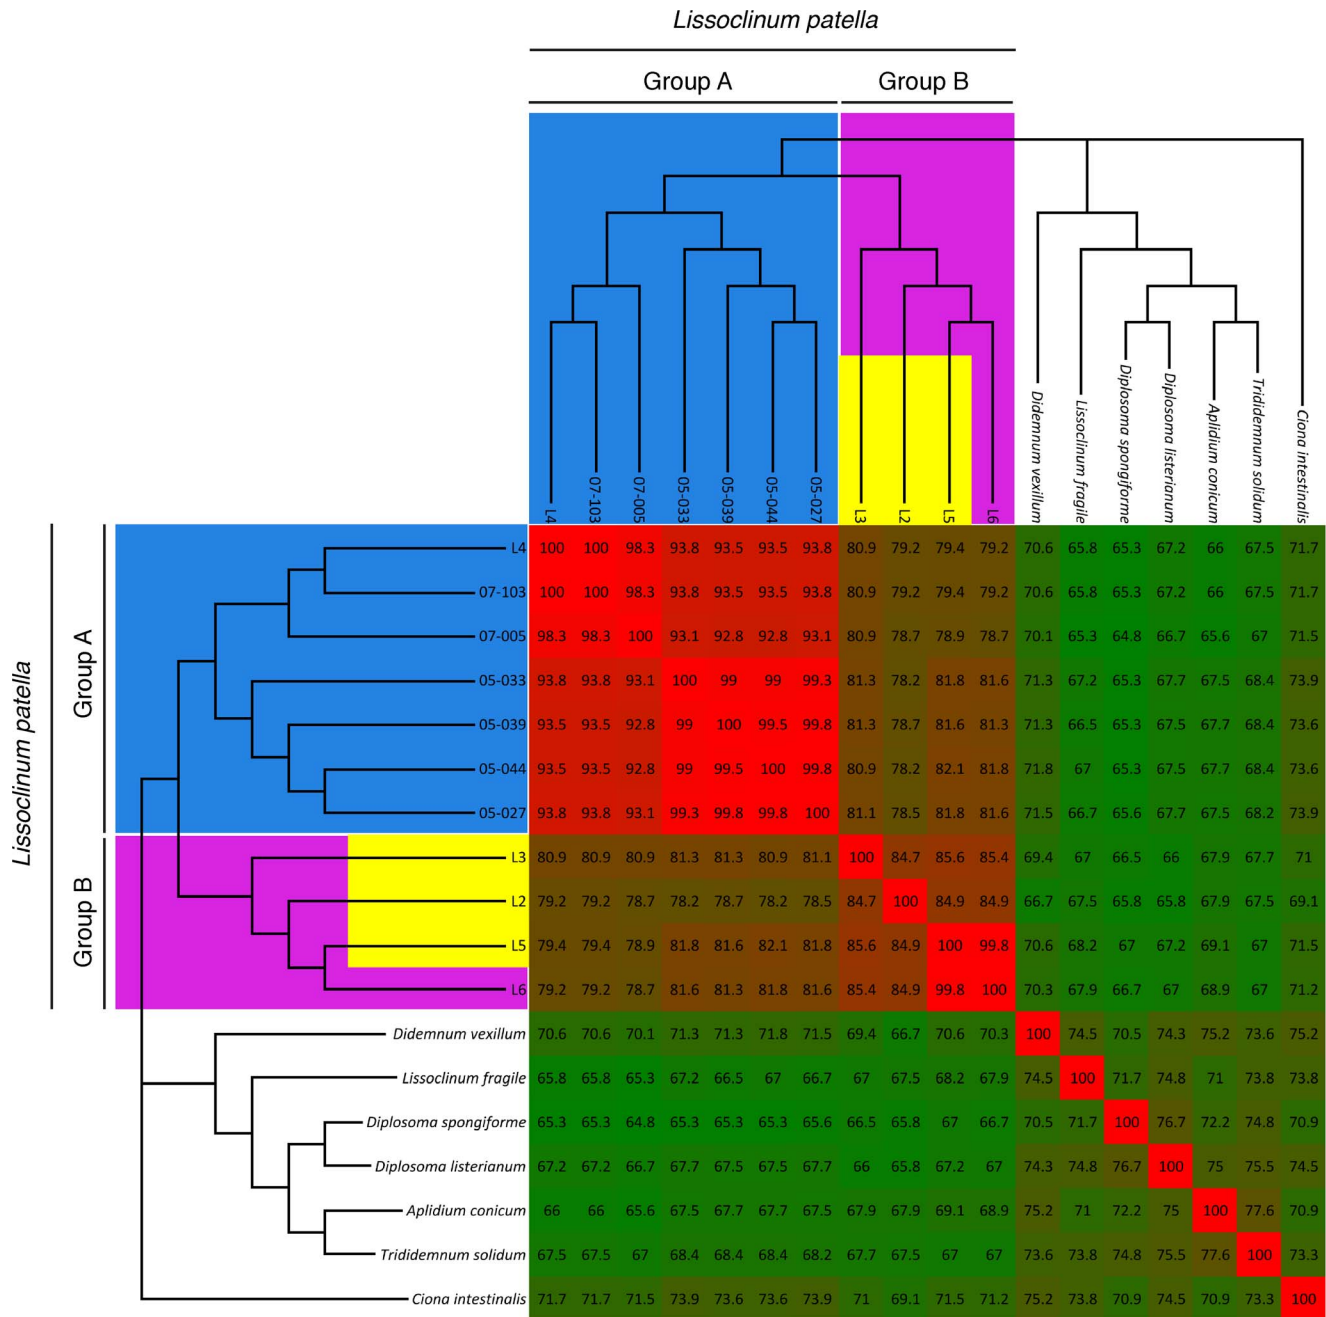 Lissoclinum patella
Group A
Group B
L4
07-103
07-005
05-033
05-039
05-044
05-027
L3
L2
L5
L6
Didemnum vexillum
Lissoclinum fragile
Diplosoma spongiforme
Diplosoma listerianum
Aplidium conicum
Trididemnum solidum
Ciona intestinalis
Lissoclinum patella
Group A
Group B
L4 100 100 98.3 93.8 93.5 93.5 93.8 80.9 79.2 79.4 79.2 70.6 65.8 65.3 67.2 66 67.5 71.7
07-103 100 100 98.3 93.8 93.5 93.5 93.8 80.9 79.2 79.4 79.2 70.6 65.8 65.3 67.2 66 67.5 71.7
07-005 98.3 98.3 100 93.1 92.8 92.8 93.1 80.9 78.7 78.9 78.7 70.1 65.3 64.8 66.7 65.6 67 71.5
05-033 93.8 93.8 93.1 100 99 99 99.3 81.3 78.2 81.8 81.6 71.3 67.2 65.3 67.7 67.5 68.4 73.9
05-039 93.5 93.5 92.8 99 100 99.5 99.8 81.3 78.7 81.6 81.3 71.3 66.5 65.3 67.5 67.7 68.4 73.6
05-044 93.5 93.5 92.8 99 99.5 100 99.8 80.9 78.2 82.1 81.8 71.8 67 65.3 67.5 67.7 68.4 73.6
05-027 93.8 93.8 93.1 99.3 99.8 99.8 100 81.1 78.5 81.8 81.6 71.5 66.7 65.6 67.7 67.5 68.2 73.9
L3 80.9 80.9 80.9 81.3 81.3 80.9 81.1 100 84.7 85.6 85.4 69.4 67 66.5 66 67.9 67.7 71
L2 79.2 79.2 78.7 78.2 78.7 78.2 78.5 84.7 100 84.9 84.9 66.7 67.5 65.8 65.8 67.9 67.5 69.1
L5 79.4 79.4 78.9 81.8 81.6 82.1 81.8 85.6 84.9 100 99.8 70.6 68.2 67 67.2 69.1 67 71.5
L6 79.2 79.2 78.7 81.6 81.3 81.8 81.6 85.4 84.9 99.8 100 70.3 67.9 66.7 67 68.9 67 71.2
Didemnum vexillum 70.6 70.6 70.1 71.3 71.3 71.8 71.5 69.4 66.7 70.6 70.3 100 74.5 70.5 74.3 75.2 73.6 75.2
Lissoclinum fragile 65.8 65.8 65.3 67.2 66.5 67 66.7 67 67.5 68.2 67.9 74.5 100 71.7 74.8 71 73.8 73.8
Diplosoma spongiforme 65.3 65.3 64.8 65.3 65.3 65.3 65.6 66.5 65.8 67 66.7 70.5 71.7 100 76.7 72.2 74.8 70.9
Diplosoma listerianum 67.2 67.2 66.7 67.7 67.5 67.5 67.7 66 65.8 67.2 67 74.3 74.8 76.7 100 75 75.5 74.5
Aplidium conicum 66 66 65.6 67.5 67.7 67.7 67.5 67.9 67.9 69.1 68.9 75.2 71 72.2 75 100 77.6 70.9
Trididemnum solidum 67.5 67.5 67 68.4 68.4 68.4 68.2 67.7 67.5 67 67 73.6 73.8 74.8 75.5 77.6 100 73.3
Ciona intestinalis 71.7 71.7 71.5 73.9 73.6 73.6 73.9 71 69.1 71.5 71.2 75.2 73.8 70.9 74.5 70.9 73.3 100